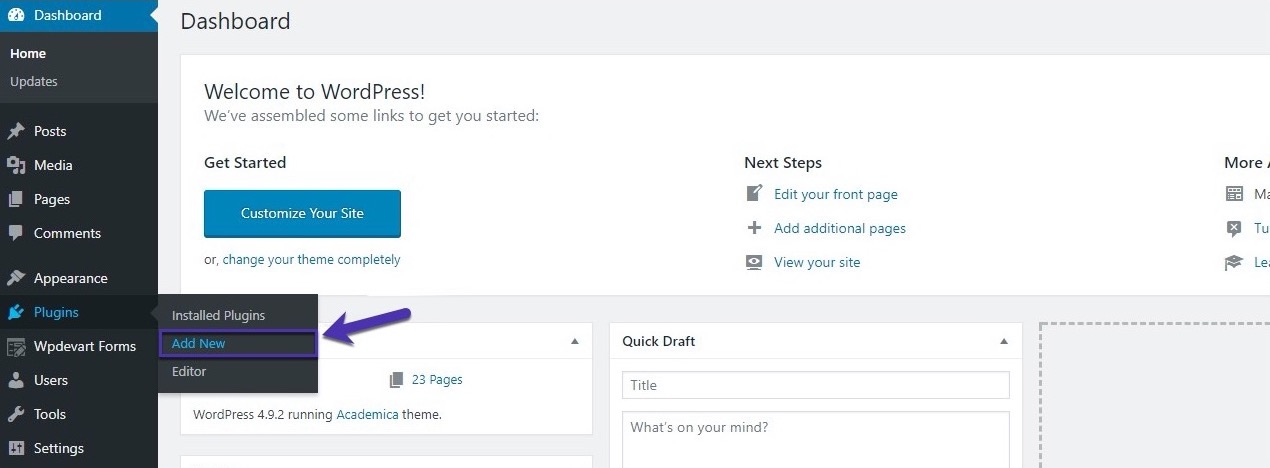 Dashboard
Home
Updates
Posts
Media
Pages
Comments
Appearance
Plugins
Installed Plugins
Add New
Editor
Wpdevart Forms
Users
Tools
Settings
Dashboard
Welcome to WordPress!
We've assembled some links to get you started:
Get Started
Customize Your Site
or, change your theme completely
Next Steps
Edit your front page
Add additional pages
View your site
More
Ma
Tu
Lea
23 Pages
WordPress 4.9.2 running Academica theme.
Quick Draft
Title
What's on your mind?